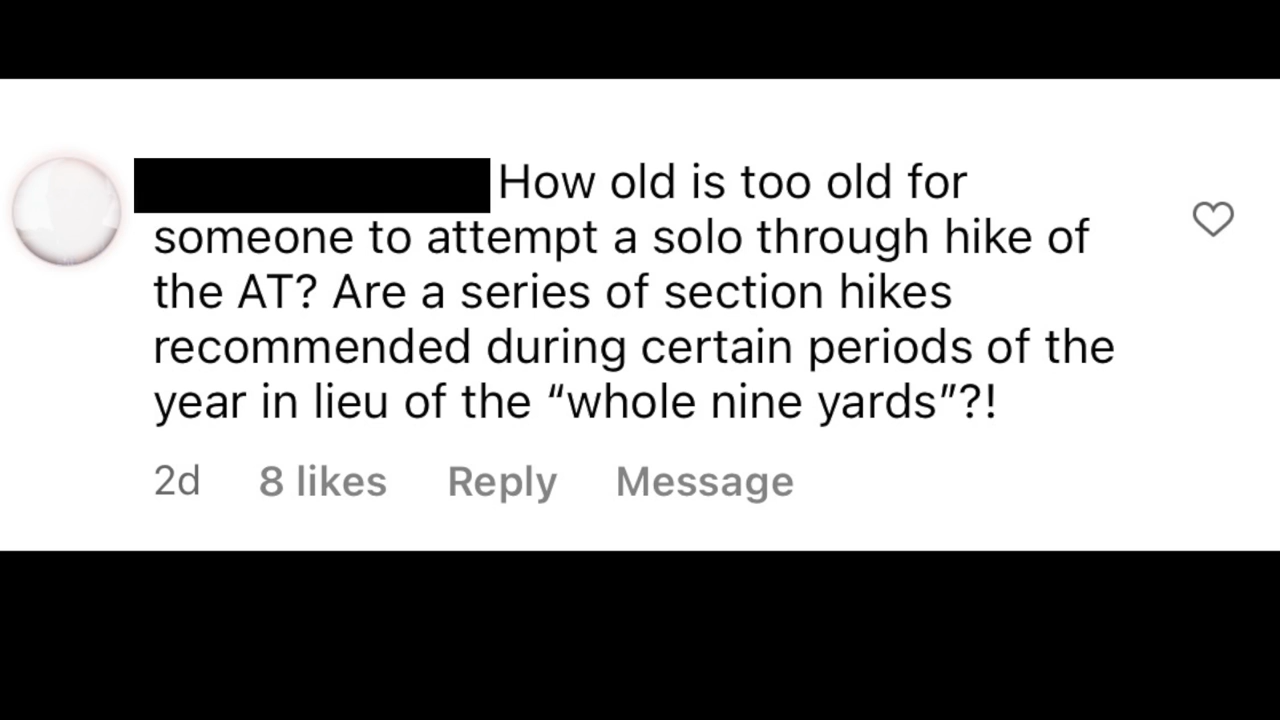 How old is too old for
someone to attempt a solo through hike of
the AT? Are a series of section hikes
recommended during certain periods of the
year in lieu of the “whole nine yards”?!
2d 8 likes Reply Message